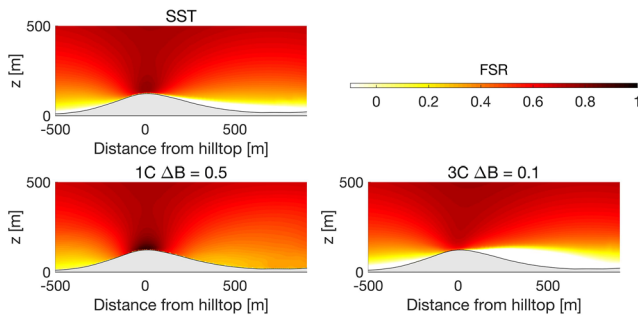 SST
500
z [m]
0
-500 0 500
Distance from hilltop [m]
FSR
0 0.2 0.4 0.6 0.8 1
1C ΔB = 0.5
500
z [m]
0
-500 0 500
Distance from hilltop [m]
3C ΔB = 0.1
500
z [m]
0
-500 0 500
Distance from hilltop [m]